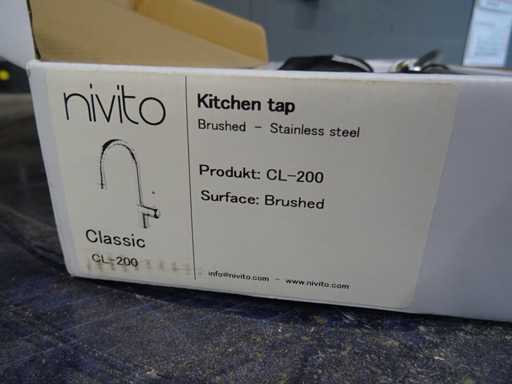 nivito
Classic
CL-200
Kitchen tap
Brushed - Stainless steel
Produkt: CL-200
Surface: Brushed
info@nivito.com - www.nivito.com